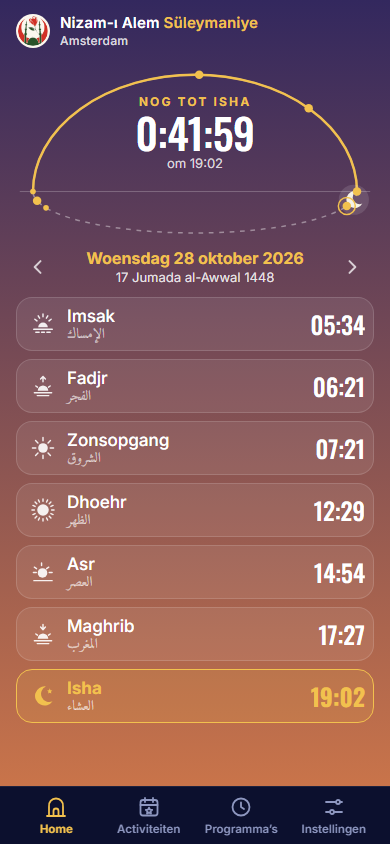 Nizam-ı Alem Süleymaniye
Amsterdam
NOG TOT ISHA
0:41:59
om 19:02
Woensdag 28 oktober 2026
17 Jumada al-Awwal 1448
Imsak
الإمساك
05:34
Fadjr
الفجر
06:21
Zonsopgang
الشروق
07:21
Dhoehr
الظهر
12:29
Asr
العصر
14:54
Maghrib
المغرب
17:27
Isha
العشاء
19:02
Home
Activiteiten
Programma's
Instellingen